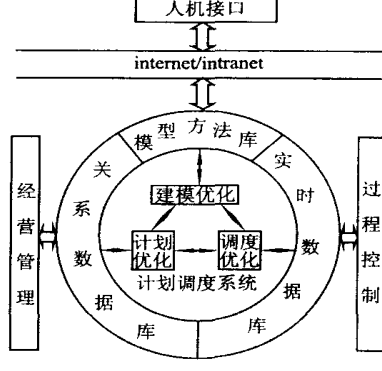 人机接口
internet/intranet
模型方法库
关系数据库
实时数据库
经营管理
建模优化
计划优化
调度优化
计划调度系统
过程控制